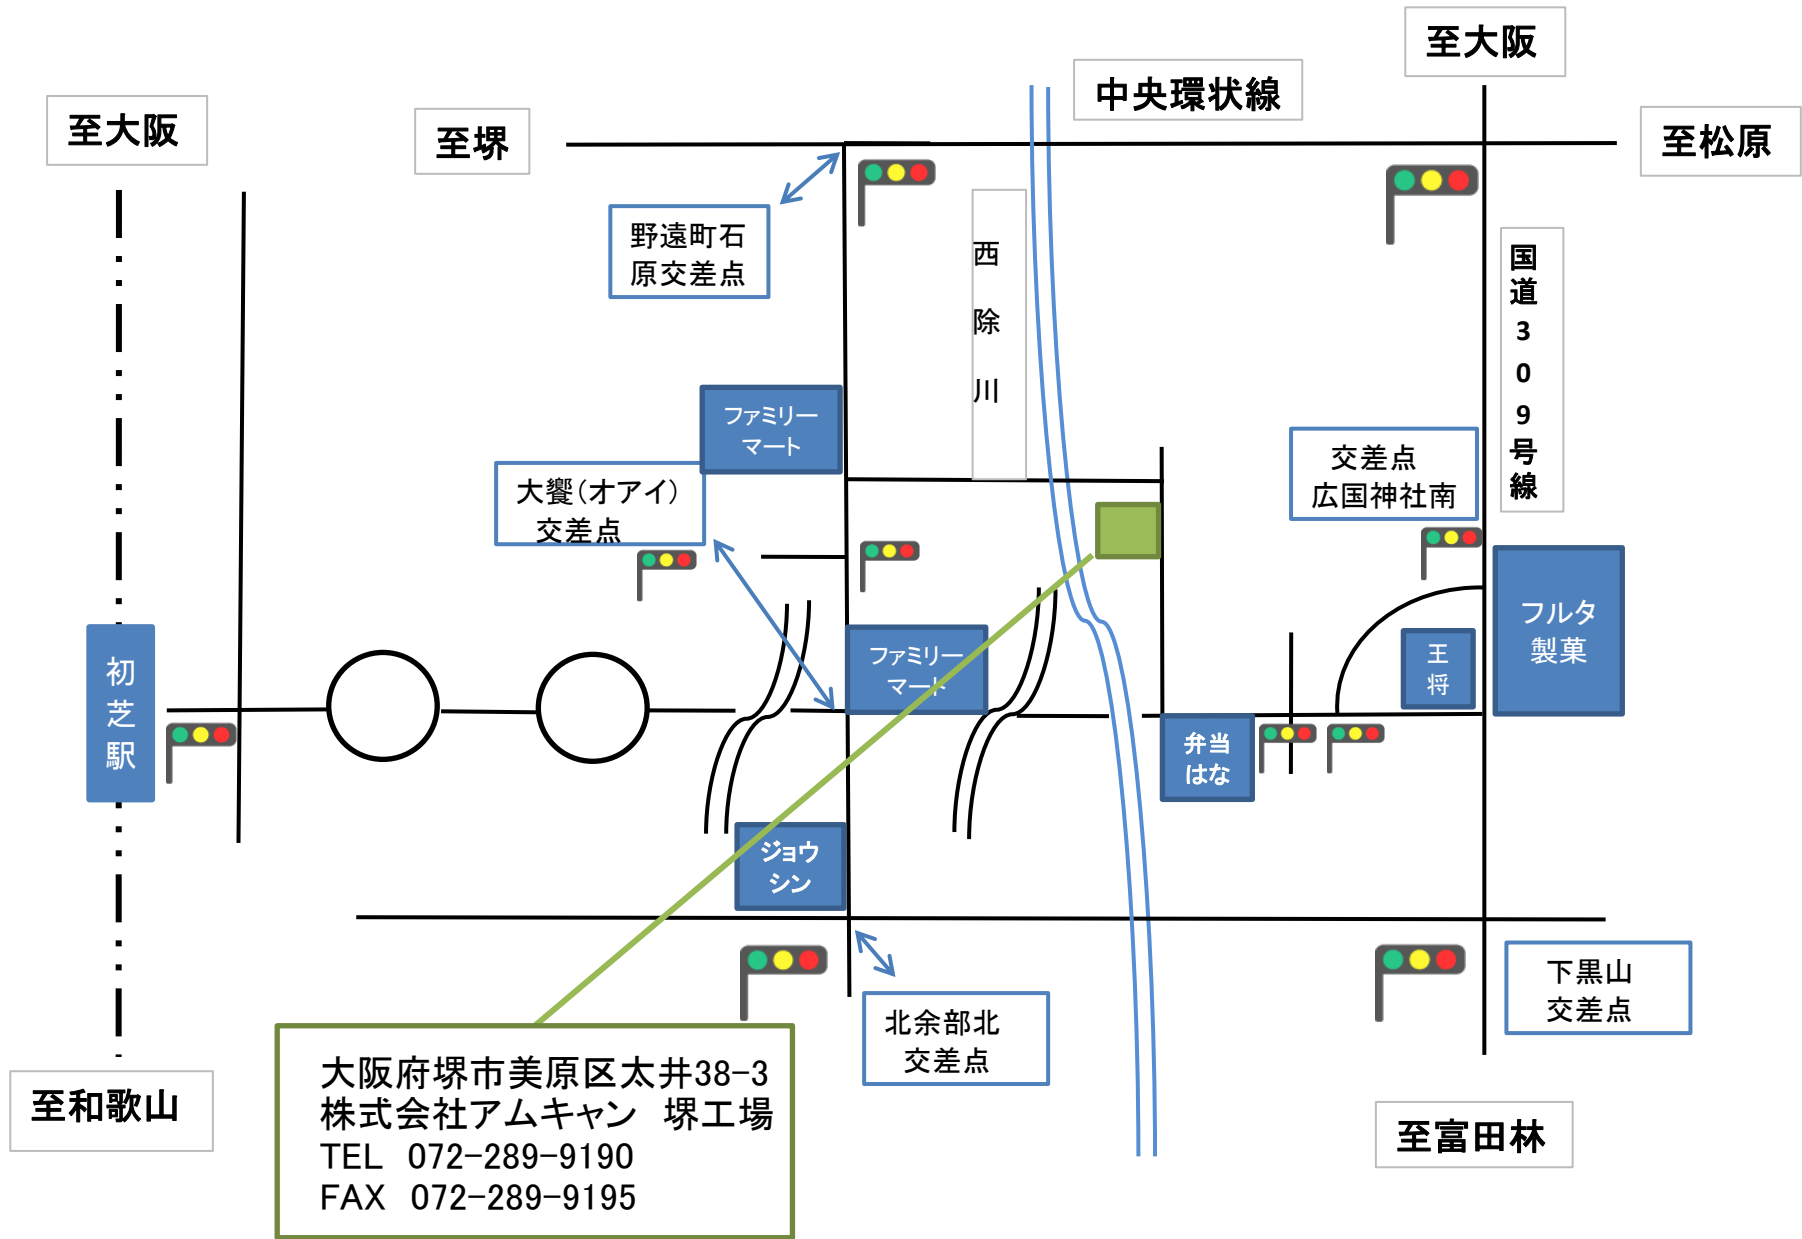 至大阪
中央環状線
至大阪
至堺
至松原
野遠町石
原交差点
西除川
国道309号線
ファミリー
マート
大饗（オアイ）
交差点
交差点
広国神社南
初芝駅
ファミリー
マート
王
将
フルタ
製菓
弁当
はな
ジョウ
シン
北余部北
交差点
下黒山
交差点
大阪府堺市美原区太井38-3
株式会社アムキャン　堺工場
TEL　072-289-9190
FAX　072-289-9195
至和歌山
至富田林